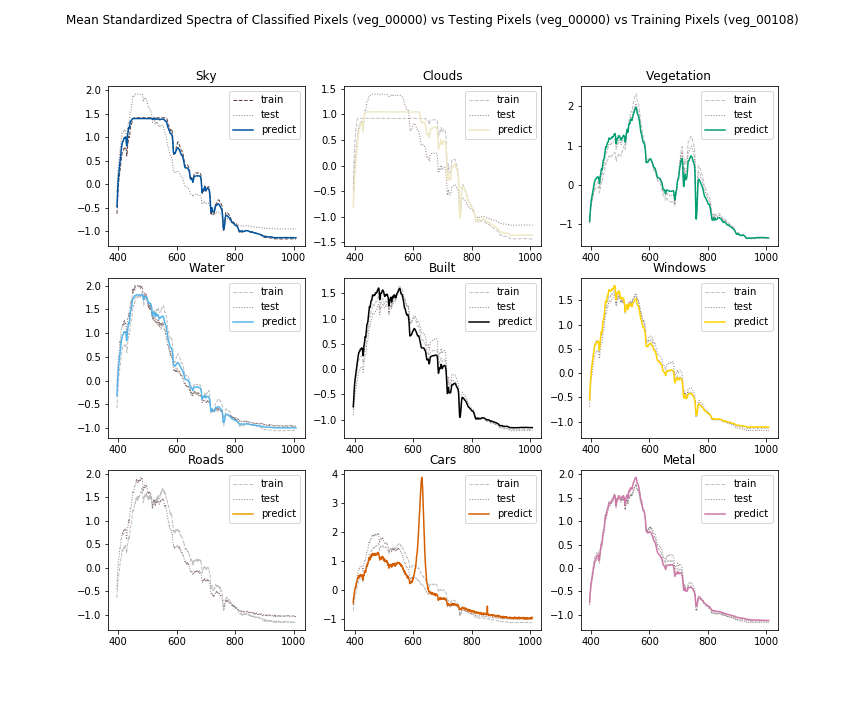 Mean Standardized Spectra of Classified Pixels (veg_00000) vs Testing Pixels (veg_00000) vs Training Pixels (veg_00108)
Sky
2.0
1.5
1.0
0.5
0.0
−0.5
−1.0
400 600 800 1000
train
test
predict
Clouds
1.5
1.0
0.5
0.0
−0.5
−1.0
−1.5
400 600 800 1000
train
test
predict
Vegetation
2
1
0
−1
400 600 800 1000
train
test
predict
Water
2.0
1.5
1.0
0.5
0.0
−0.5
−1.0
400 600 800 1000
train
test
predict
Built
1.5
1.0
0.5
0.0
−0.5
−1.0
400 600 800 1000
train
test
predict
Windows
1.5
1.0
0.5
0.0
−0.5
−1.0
400 600 800 1000
train
test
predict
Roads
2.0
1.5
1.0
0.5
0.0
−0.5
−1.0
400 600 800 1000
train
test
predict
Cars
4
3
2
1
0
−1
400 600 800 1000
train
test
predict
Metal
2.0
1.5
1.0
0.5
0.0
−0.5
−1.0
400 600 800 1000
train
test
predict